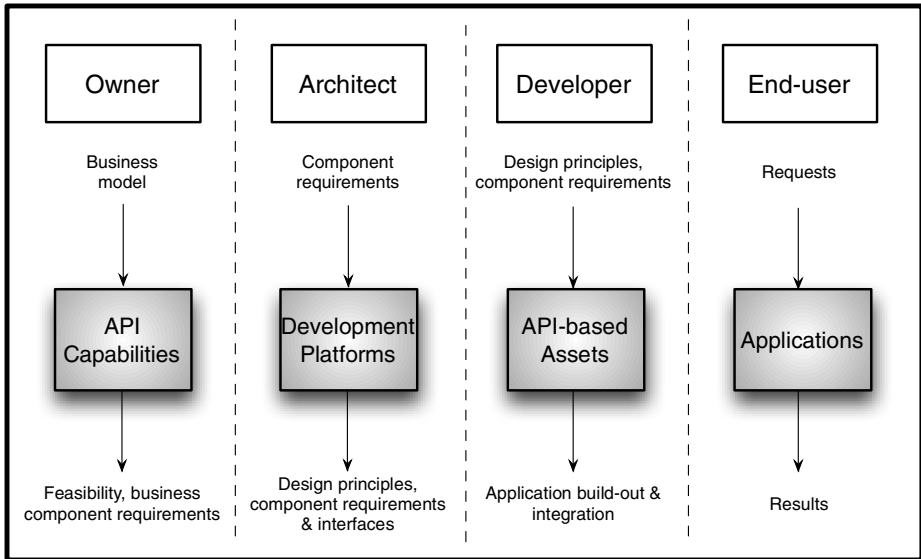 Owner
Business
model
API
Capabilities
Feasibility, business
component requirements
Architect
Component
requirements
Development
Platforms
Design principles,
component requirements
& interfaces
Developer
Design principles,
component requirements
API-based
Assets
Application build-out &
integration
End-user
Requests
Applications
Results